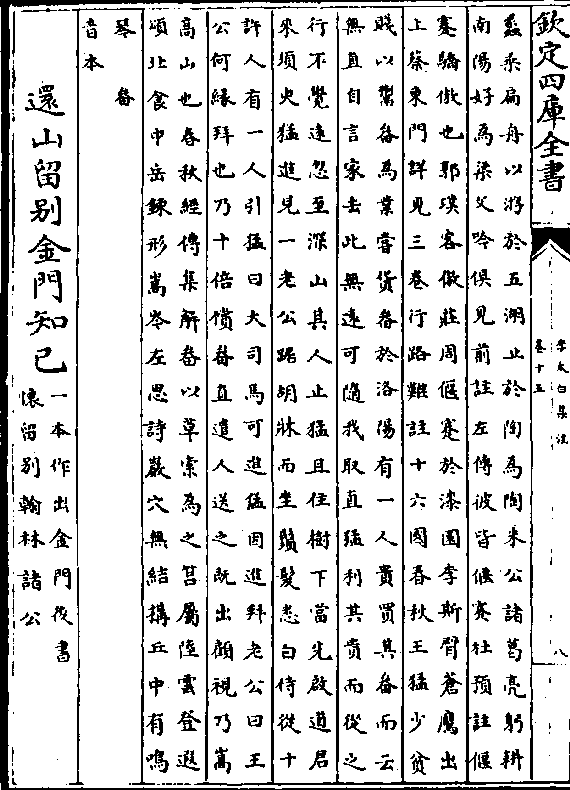 欽定四庫全書
李太白集注
卷十五
八
蠡乘扁舟以浮於五湖止於陶為陶朱公諸葛亮躬耕
南陽好為梁父吟俱見前註左傳彼皆偃蹇杜預註偃
蹇驕傲也郭璞客傲莊周偃蹇於漆園李斯臂蒼鷹出
上蔡東門詳見三卷行路難註十六國春秋王猛少貧
賤以鬻畚為業嘗貨畚於洛陽有一人貴買其畚而云
無直自言家去此無遠可隨我取直猛利其貴而從之
行不覺遠忽至深山其人止猛且住樹下當先啟道君
來須臾猛進見一老公踞胡牀而坐鬚髮悉白侍從十
許人有一人引猛曰大司馬可進猛因進拜老公曰王
公何緣拜也乃十倍償畚直遣人送之既出顧視乃嵩
高山也春秋經傳集解畚以草索為之筥屬陸雲登遐
頌北食中岳鍊形嵩岑左思詩巖穴無結搆丘中有鳴
琴 畚
音本
還山留别金門知己
一本作出金門後書
懷留别翰林諸公